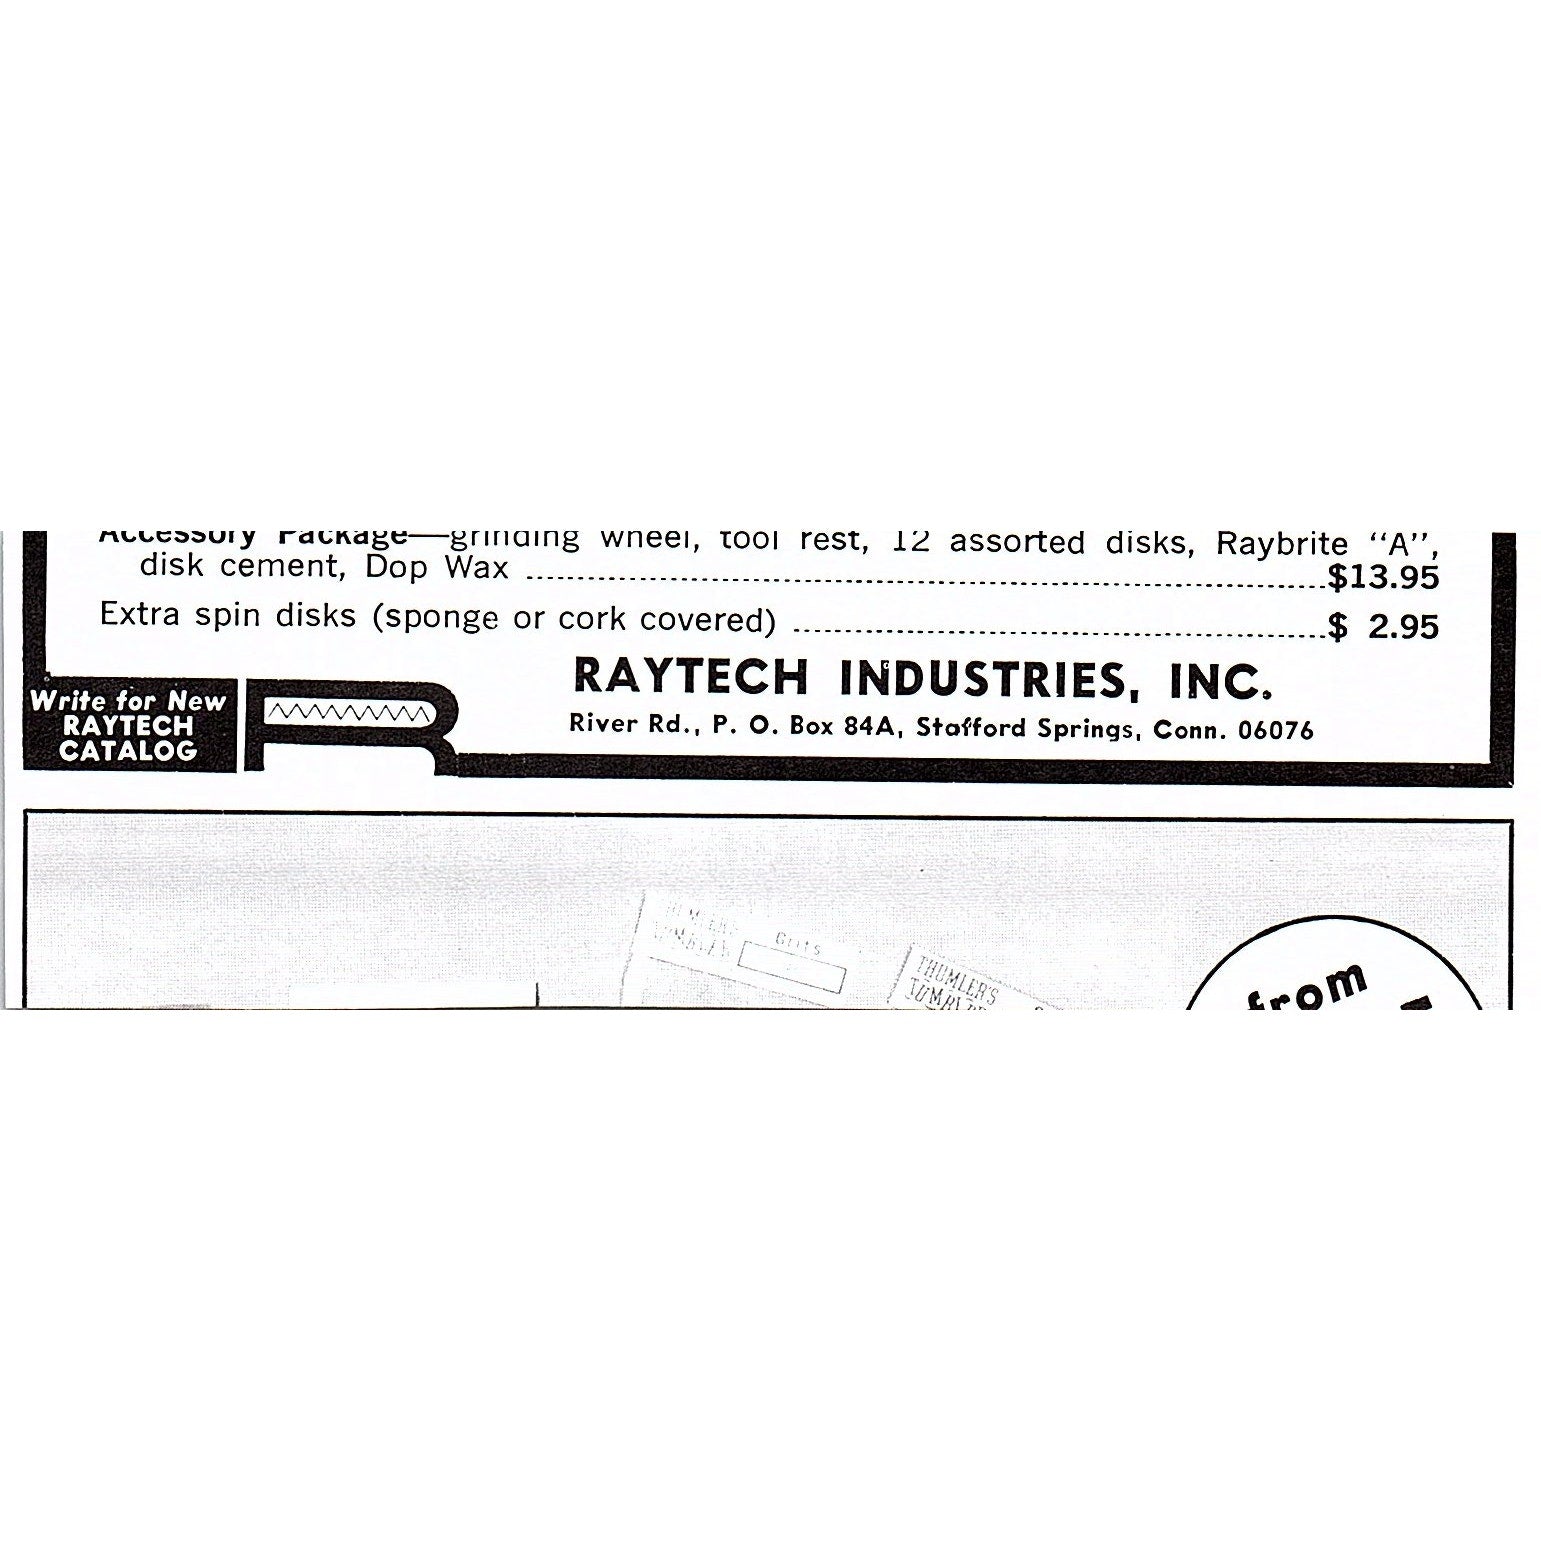 Accessory Package—grinding wheel, tool rest, 12 assorted disks, Raybrite “A”,
disk cement, Dop Wax ........ $13.95
Extra spin disks (sponge or cork covered) ........ $ 2.95
RAYTECH INDUSTRIES, INC.
River Rd., P. O. Box 84A, Stafford Springs, Conn. 06076
Write for New
RAYTECH
CATALOG
Grits
THUMLER'S
from